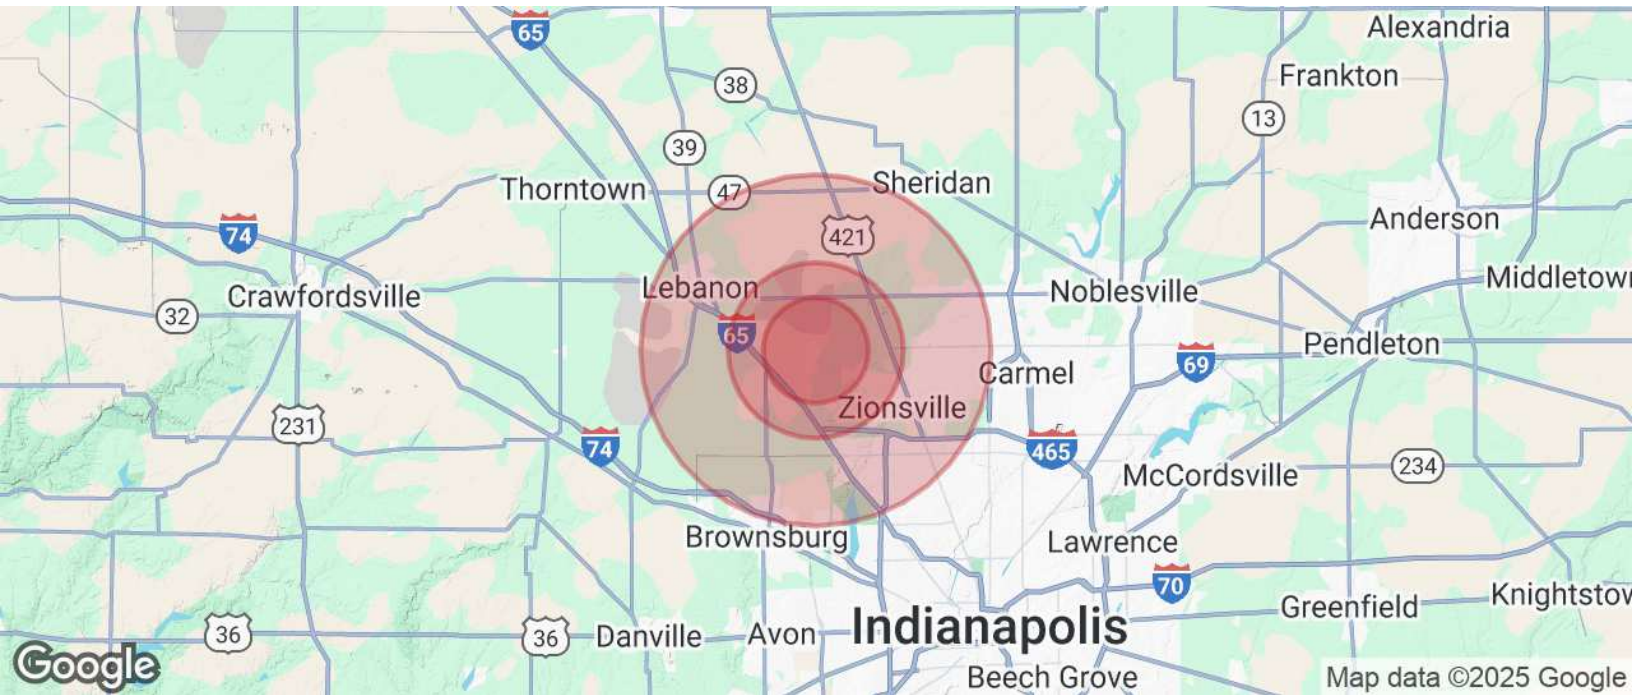 Alexandria
65
Frankton
38
13
39
Thorntown
47
Sheridan
Anderson
74
421
Middletown
Lebanon
Noblesville
Crawfordsville
32
65
Pendleton
69
Carmel
Zionsville
231
74
465
234
McCordsville
Brownsburg
Lawrence
70
Knightstow
Greenfield
Indianapolis
36
36
Danville
Avon
Google
Beech Grove
Map data ©2025 Google